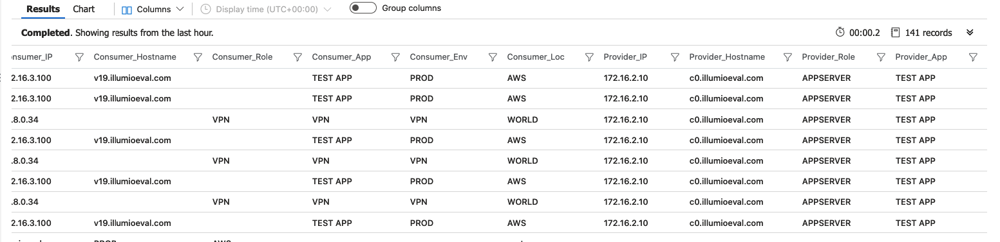 Results Chart Columns Display time (UTC+00:00) Group columns
Completed. Showing results from the last hour. 00:00.2 141 records
nsumer_IP Consumer_Hostname Consumer_Role Consumer_App Consumer_Env Consumer_Loc Provider_IP Provider_Hostname Provider_Role Provider_App
2.16.3.100 v19.illumioeval.com TEST APP PROD AWS 172.16.2.10 c0.illumioeval.com APPSERVER TEST APP
2.16.3.100 v19.illumioeval.com TEST APP PROD AWS 172.16.2.10 c0.illumioeval.com APPSERVER TEST APP
.8.0.34 VPN VPN VPN WORLD 172.16.2.10 c0.illumioeval.com APPSERVER TEST APP
2.16.3.100 v19.illumioeval.com TEST APP PROD AWS 172.16.2.10 c0.illumioeval.com APPSERVER TEST APP
.8.0.34 VPN VPN VPN WORLD 172.16.2.10 c0.illumioeval.com APPSERVER TEST APP
2.16.3.100 v19.illumioeval.com TEST APP PROD AWS 172.16.2.10 c0.illumioeval.com APPSERVER TEST APP
.8.0.34 VPN VPN VPN WORLD 172.16.2.10 c0.illumioeval.com APPSERVER TEST APP
2.16.3.100 v19.illumioeval.com TEST APP PROD AWS 172.16.2.10 c0.illumioeval.com APPSERVER TEST APP